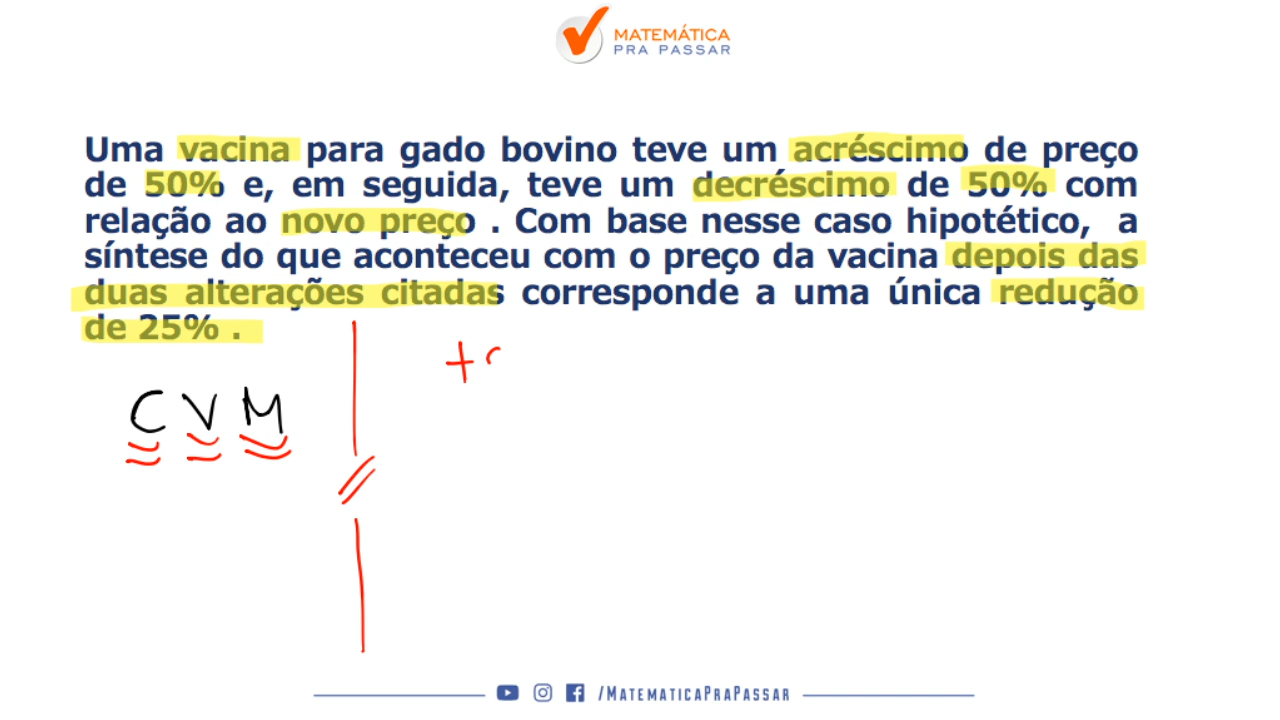 MATEMÁTICA
PRA PASSAR
Uma vacina para gado bovino teve um acréscimo de preço
de 50% e, em seguida, teve um decréscimo de 50% com
relação ao novo preço . Com base nesse caso hipotético, a
síntese do que aconteceu com o preço da vacina depois das
duas alterações citadas corresponde a uma única redução
de 25% .
C V M
/MATEMATICAPRAPASSAR